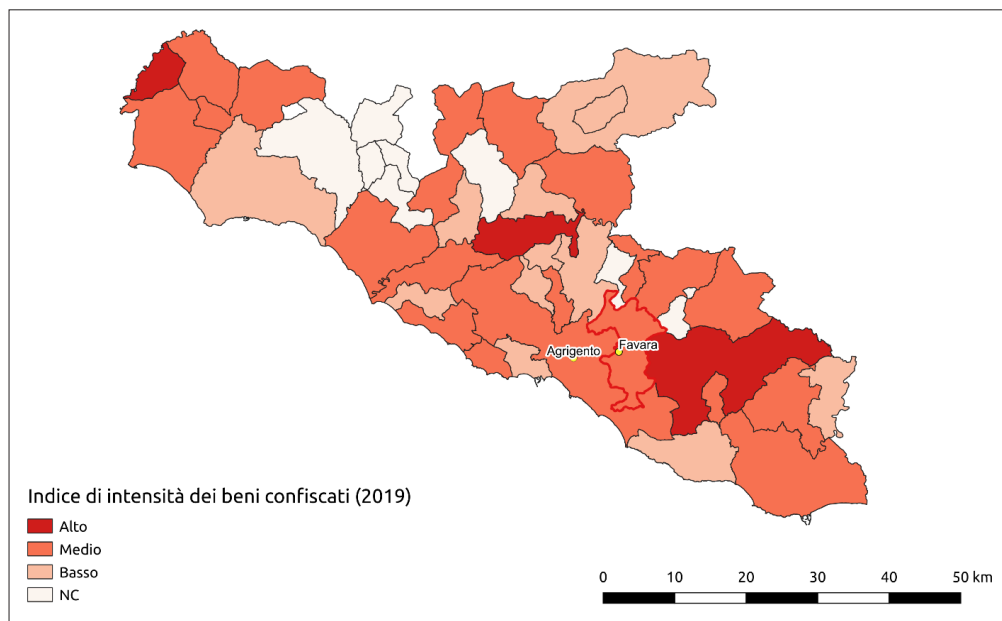 Agrigento
Favara
Indice di intensità dei beni confiscati (2019)
Alto
Medio
Basso
NC
0 10 20 30 40 50 km